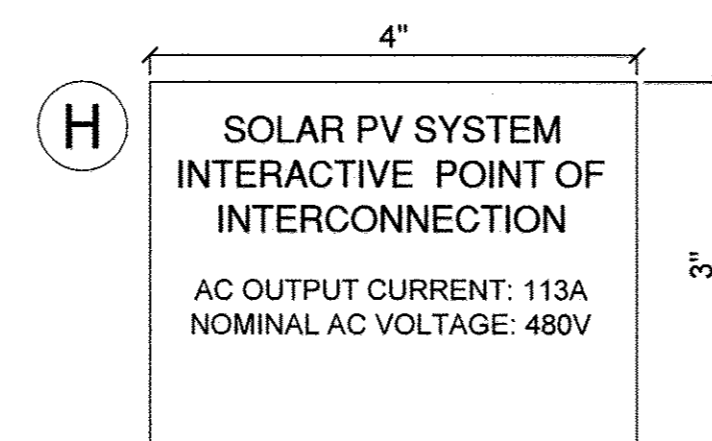 4"
H
SOLAR PV SYSTEM
INTERACTIVE POINT OF
INTERCONNECTION
3"
AC OUTPUT CURRENT: 113A
NOMINAL AC VOLTAGE: 480V